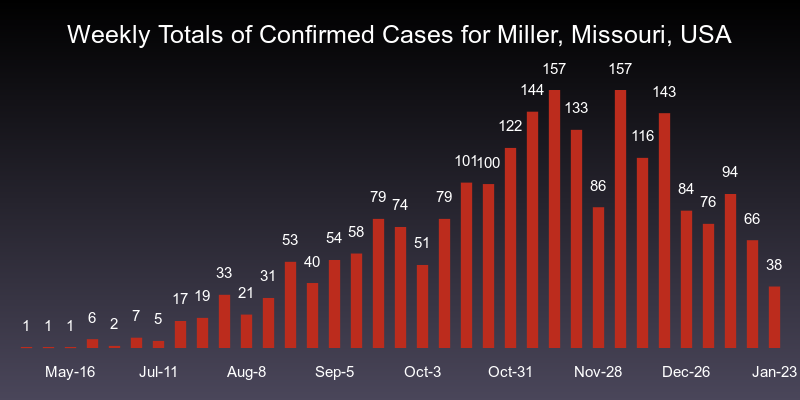 Weekly Totals of Confirmed Cases for Miller, Missouri, USA
1 1 1 6 2 7 5 17 19 33 21 31 53 40 54 58 79 74 51 79 101 100 122 144 157 133 86 157 116 143 84 76 94 66 38
May-16 Jul-11 Aug-8 Sep-5 Oct-3 Oct-31 Nov-28 Dec-26 Jan-23